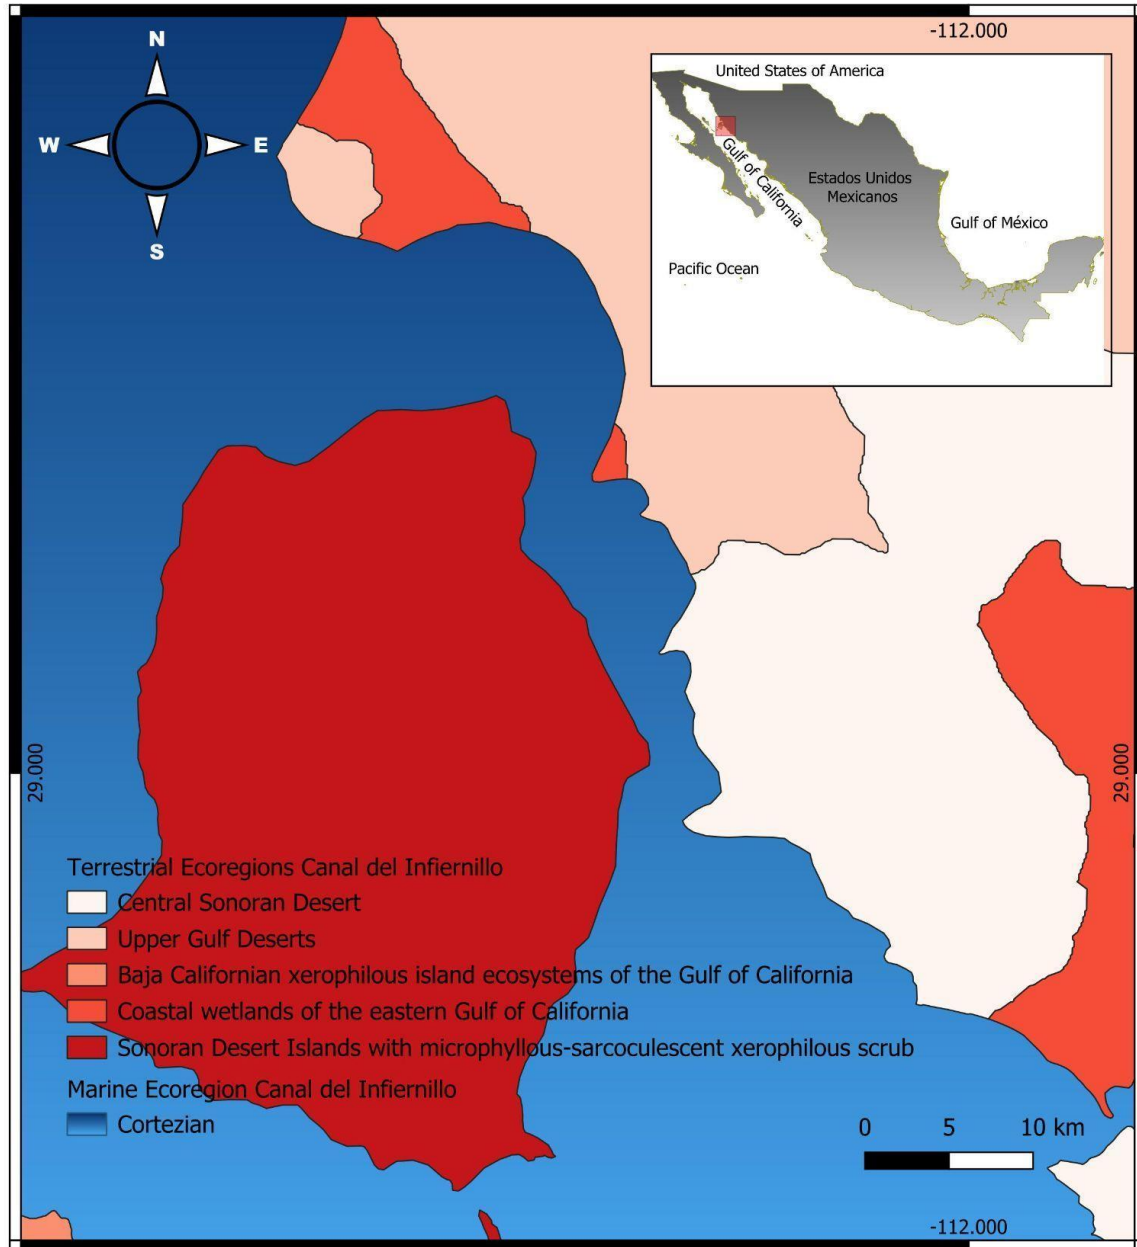 -112.000
N
W
E
S
United States of America
Gulf of California
Estados Unidos
Mexicanos
Gulf of México
Pacific Ocean
29.000
29.000
Terrestrial Ecoregions Canal del Infiernillo
Central Sonoran Desert
Upper Gulf Deserts
Baja Californian xerophilous island ecosystems of the Gulf of California
Coastal wetlands of the eastern Gulf of California
Sonoran Desert Islands with microphyllous-sarcoculescent xerophilous scrub
Marine Ecoregion Canal del Infiernillo
Cortezian
0 5 10 km
-112.000